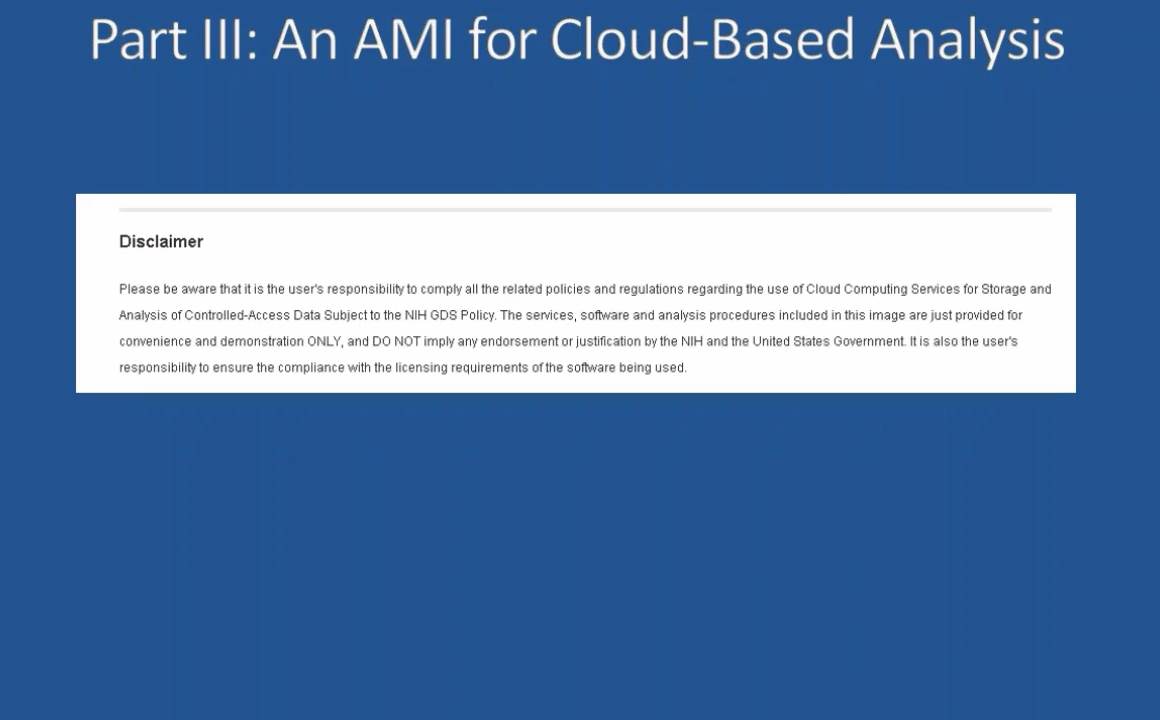 Part III: An AMI for Cloud-Based Analysis
Disclaimer
Please be aware that it is the user's responsibility to comply all the related policies and regulations regarding the use of Cloud Computing Services for Storage and
Analysis of Controlled-Access Data Subject to the NIH GDS Policy. The services, software and analysis procedures included in this image are just provided for
convenience and demonstration ONLY, and DO NOT imply any endorsement or justification by the NIH and the United States Government. It is also the user's
responsibility to ensure the compliance with the licensing requirements of the software being used.